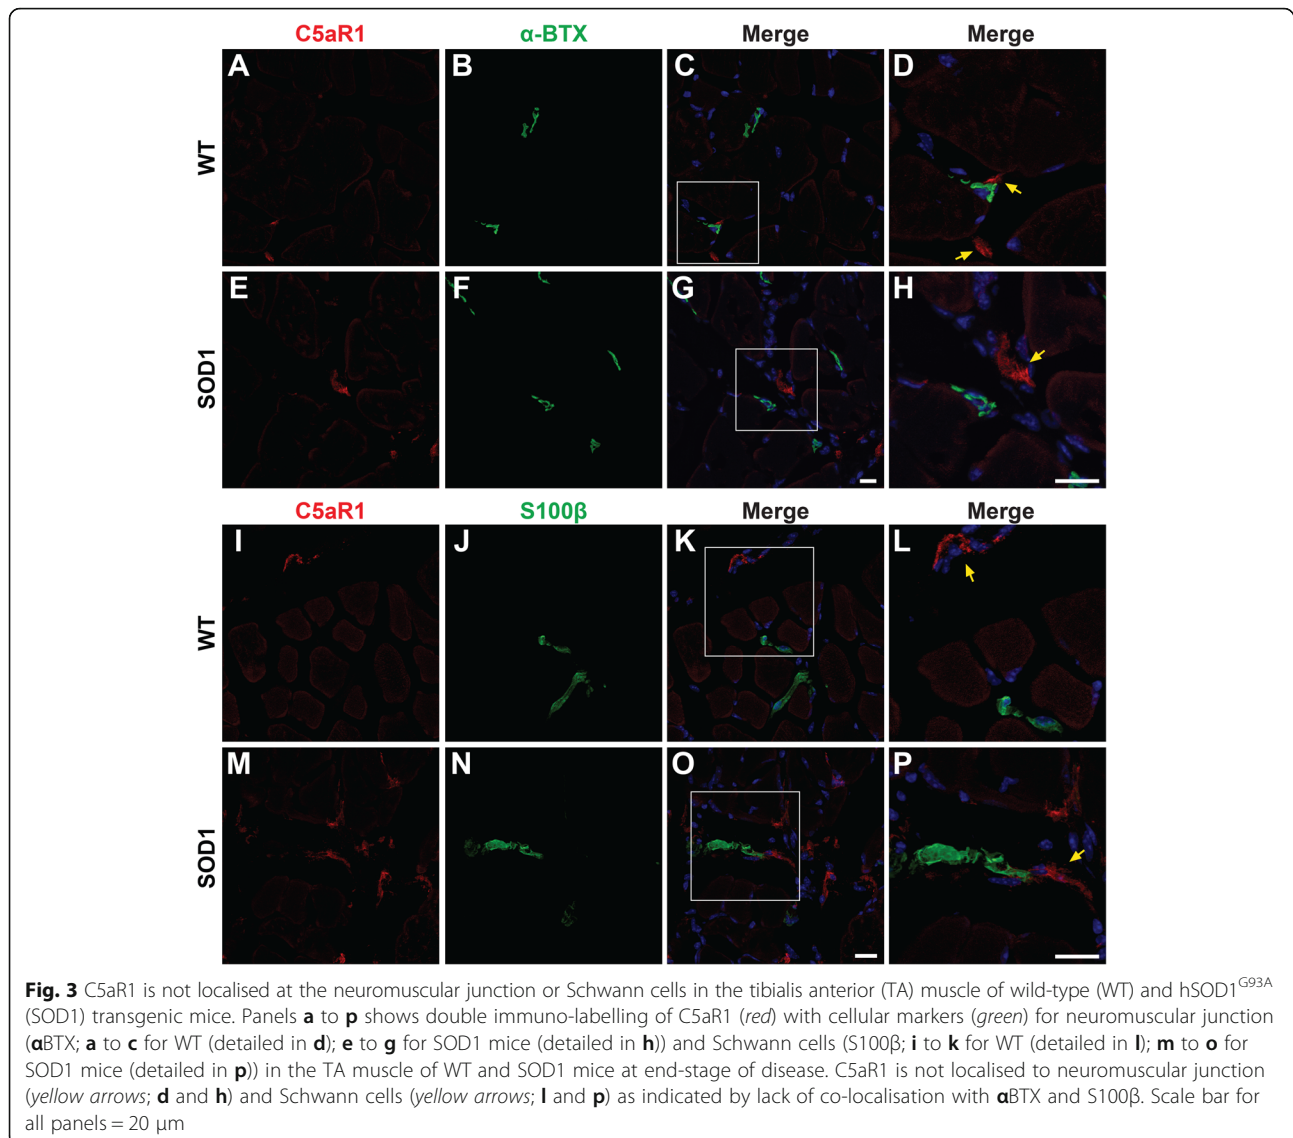 C5aR1 α-BTX Merge Merge
WT
A B C D
SOD1
E F G H
C5aR1 S100β Merge Merge
WT
I J K L
SOD1
M N O P
Fig. 3 C5aR1 is not localised at the neuromuscular junction or Schwann cells in the tibialis anterior (TA) muscle of wild-type (WT) and hSOD1G93A
(SOD1) transgenic mice. Panels a to p shows double immuno-labelling of C5aR1 (red) with cellular markers (green) for neuromuscular junction
(αBTX; a to c for WT (detailed in d); e to g for SOD1 mice (detailed in h)) and Schwann cells (S100β; i to k for WT (detailed in l); m to o for
SOD1 mice (detailed in p)) in the TA muscle of WT and SOD1 mice at end-stage of disease. C5aR1 is not localised to neuromuscular junction
(yellow arrows; d and h) and Schwann cells (yellow arrows; l and p) as indicated by lack of co-localisation with αBTX and S100β. Scale bar for
all panels = 20 μm